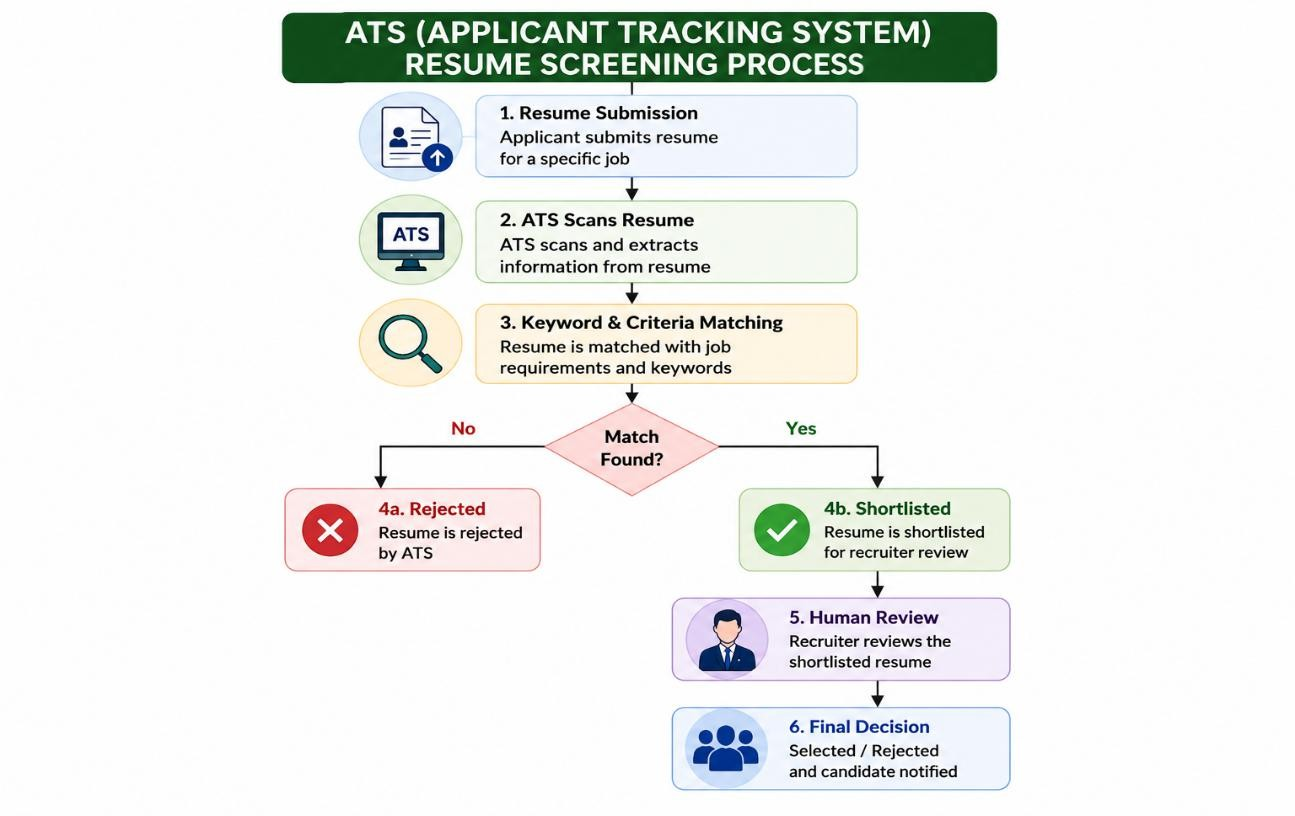 ATS (APPLICANT TRACKING SYSTEM)
RESUME SCREENING PROCESS
1. Resume Submission
Applicant submits resume
for a specific job
ATS
2. ATS Scans Resume
ATS scans and extracts
information from resume
3. Keyword & Criteria Matching
Resume is matched with job
requirements and keywords
No
Match
Found?
Yes
4a. Rejected
Resume is rejected
by ATS
4b. Shortlisted
Resume is shortlisted
for recruiter review
5. Human Review
Recruiter reviews the
shortlisted resume
6. Final Decision
Selected / Rejected
and candidate notified